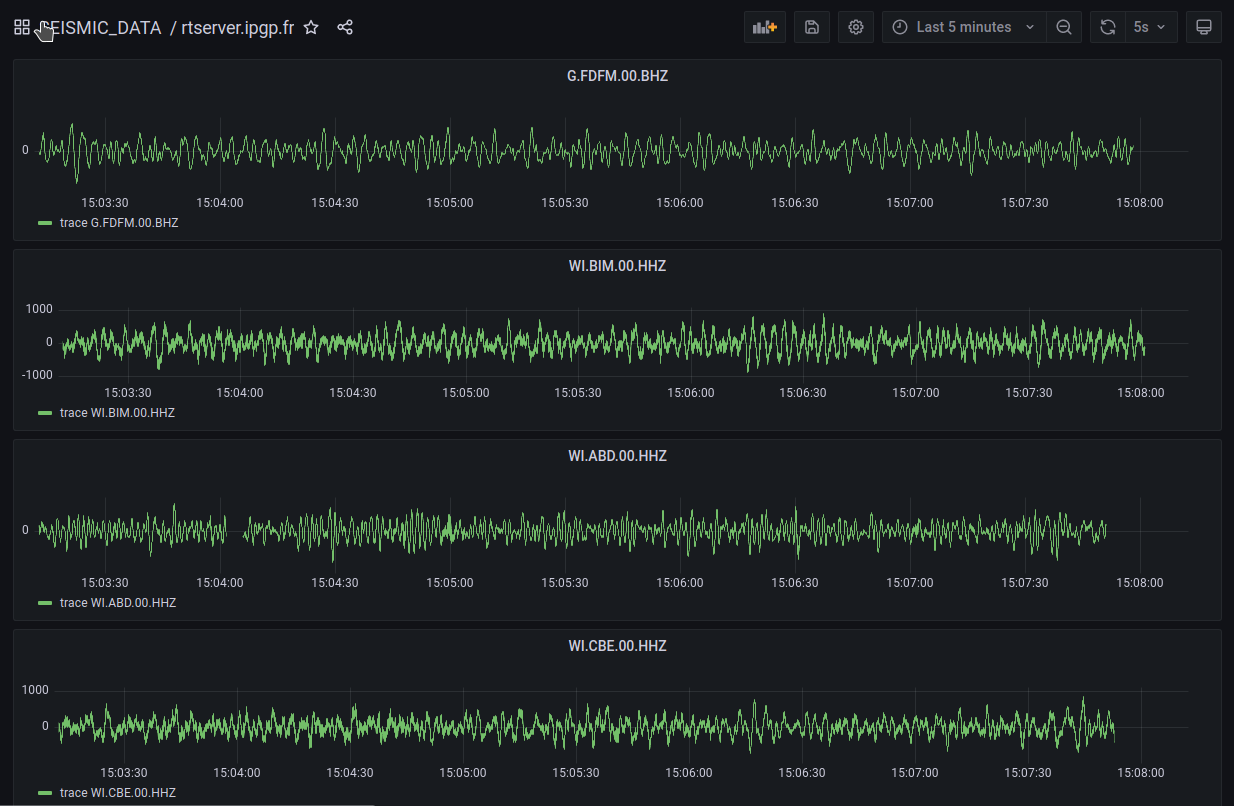 SEISMIC_DATA / rtserver.ipgp.fr Last 5 minutes 5s
G.FDFM.00.BHZ
0
15:03:30 15:04:00 15:04:30 15:05:00 15:05:30 15:06:00 15:06:30 15:07:00 15:07:30 15:08:00
trace G.FDFM.00.BHZ
WI.BIM.00.HHZ
1000
0
-1000
15:03:30 15:04:00 15:04:30 15:05:00 15:05:30 15:06:00 15:06:30 15:07:00 15:07:30 15:08:00
trace WI.BIM.00.HHZ
WI.ABD.00.HHZ
0
15:03:30 15:04:00 15:04:30 15:05:00 15:05:30 15:06:00 15:06:30 15:07:00 15:07:30 15:08:00
trace WI.ABD.00.HHZ
WI.CBE.00.HHZ
1000
0
15:03:30 15:04:00 15:04:30 15:05:00 15:05:30 15:06:00 15:06:30 15:07:00 15:07:30 15:08:00
trace WI.CBE.00.HHZ